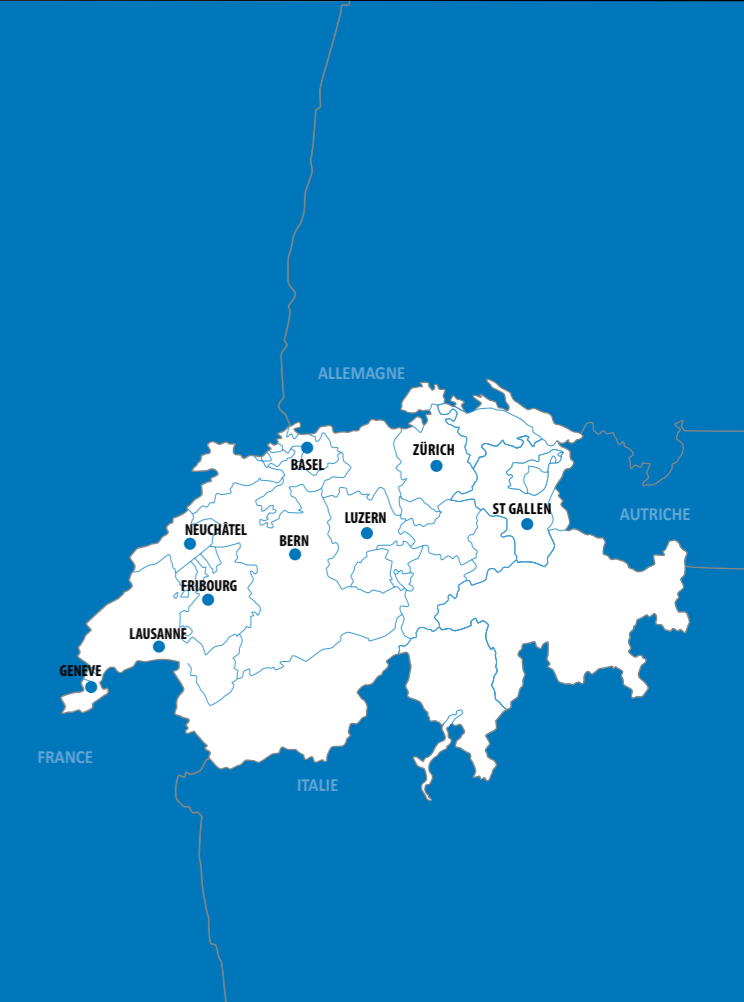 ALLEMAGNE
ZÜRICH
BASEL
ST GALLEN
AUTRICHE
LUZERN
NEUCHÂTEL
BERN
FRIBOURG
LAUSANNE
GENEVE
FRANCE
ITALIE